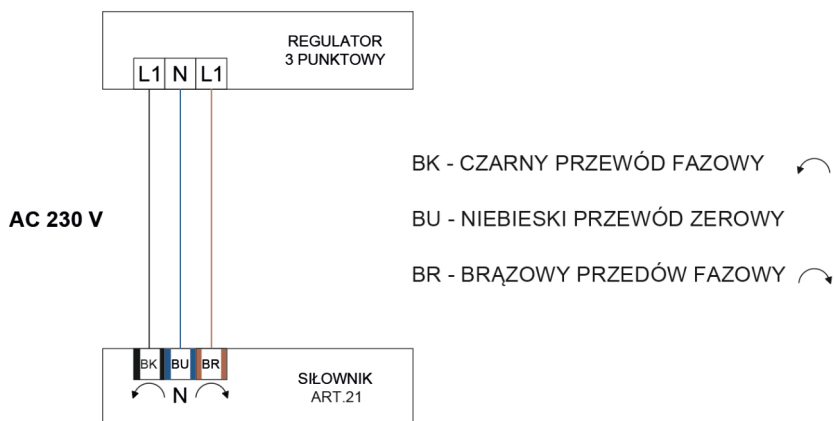 REGULATOR
3 PUNKTOWY
L1 N L1
BK - CZARNY PRZEWÓD FAZOWY
AC 230 V
BU - NIEBIESKI PRZEWÓD ZEROWY
BR - BRĄZOWY PRZEDÓW FAZOWY
BK BU BR
N
SIŁOWNIK
ART.21